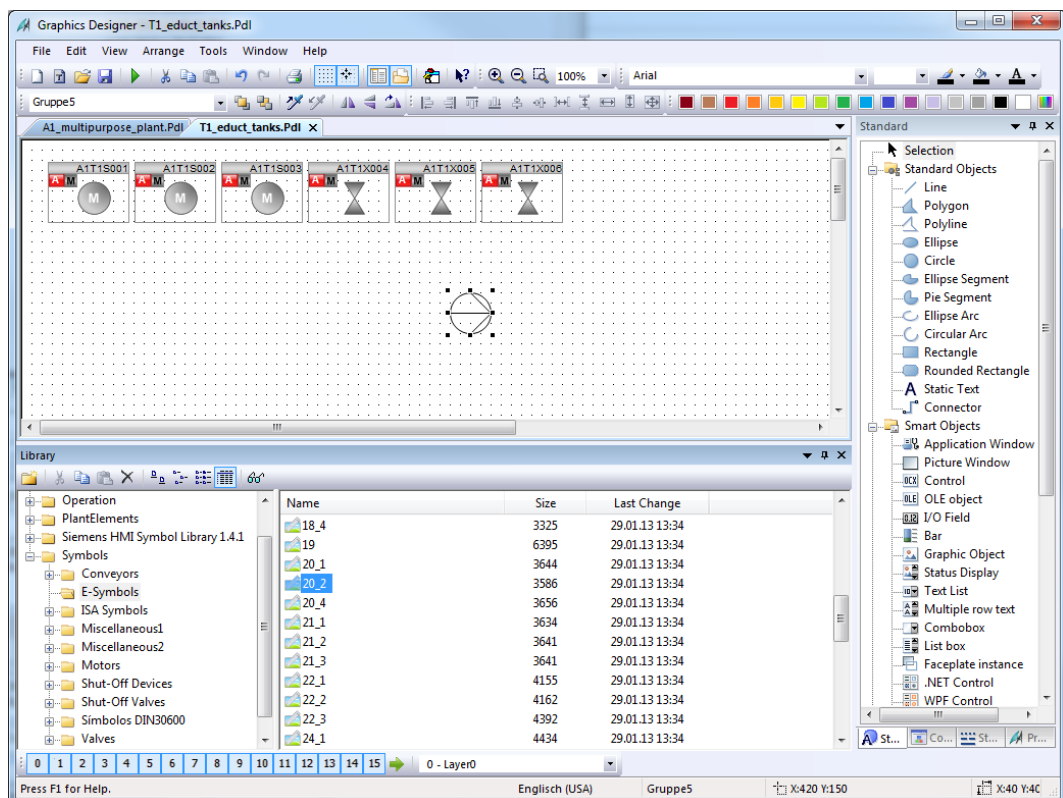 Graphics Designer - T1_educt_tanks.Pdl
File Edit View Arrange Tools Window Help
100% Arial
Gruppe5
A1_multipurpose_plant.Pdl T1_educt_tanks.Pdl X
A1T1S001 A1T1S002 A1T1S003 A1T1X004 A1T1X005 A1T1X006
A M A M A M A M A M A M
M M M
Standard
Selection
Standard Objects
Line
Polygon
Polyline
Ellipse
Circle
Ellipse Segment
Pie Segment
Ellipse Arc
Circular Arc
Rectangle
Rounded Rectangle
A Static Text
Connector
Smart Objects
Application Window
Picture Window
OCX Control
OLE OLE object
0.12 I/O Field
Bar
Graphic Object
Status Display
Text List
Multiple row text
Combobox
List box
Faceplate instance
.NET Control
WPF Control
St... Co... St... Pr...
Library
Operation
PlantElements
Siemens HMI Symbol Library 1.4.1
Symbols
Conveyors
E-Symbols
ISA Symbols
Miscellaneous1
Miscellaneous2
Motors
Shut-Off Devices
Shut-Off Valves
Símbolos DIN30600
Valves
Name Size Last Change
18_4 3325 29.01.13 13:34
19 6395 29.01.13 13:34
20_1 3644 29.01.13 13:34
20_2 3586 29.01.13 13:34
20_4 3656 29.01.13 13:34
21_1 3634 29.01.13 13:34
21_2 3641 29.01.13 13:34
21_3 3641 29.01.13 13:34
22_1 4155 29.01.13 13:34
22_2 4162 29.01.13 13:34
22_3 4392 29.01.13 13:34
24_1 4434 29.01.13 13:34
0 1 2 3 4 5 6 7 8 9 10 11 12 13 14 15 0 - Layer0
Press F1 for Help. Englisch (USA) Gruppe5 X:420 Y:150 X:40 Y:4C